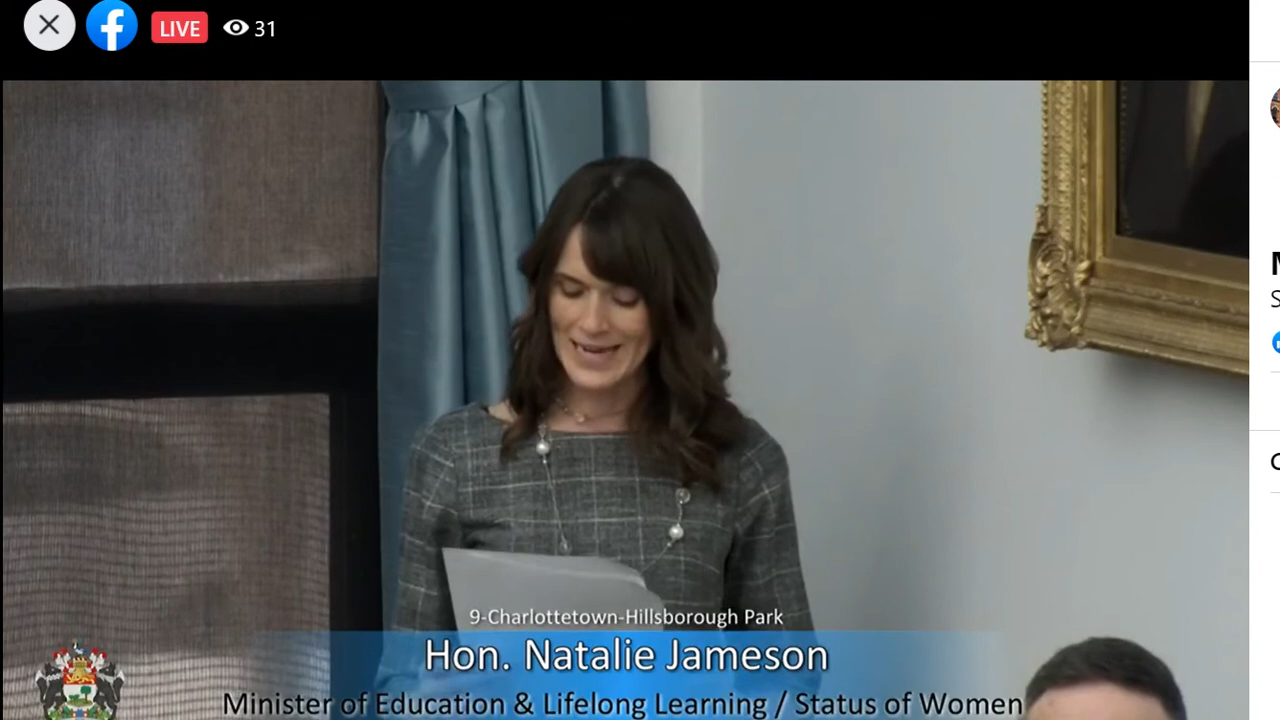 LIVE 31
9-Charlottetown-Hillsborough Park
Hon. Natalie Jameson
Minister of Education & Lifelong Learning / Status of Women